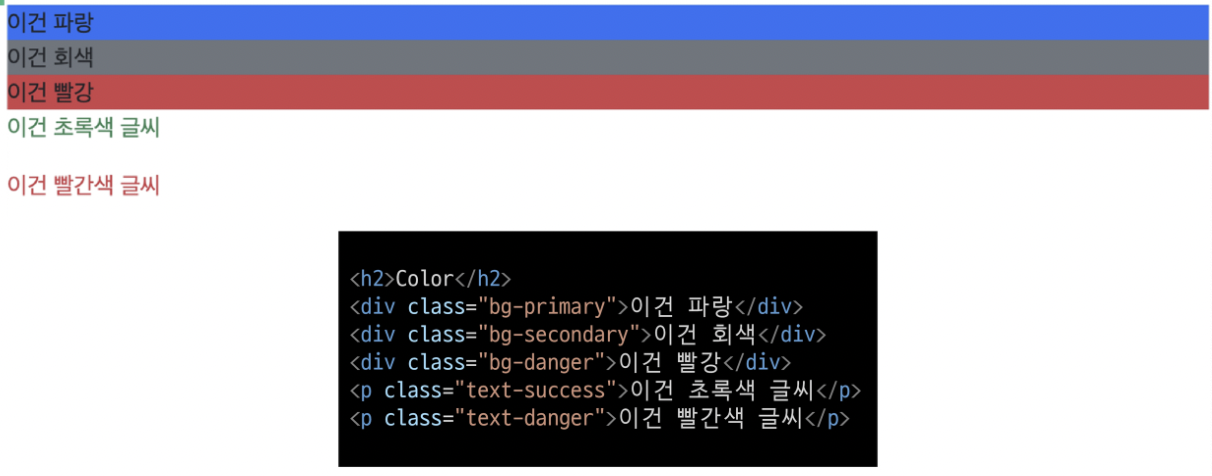 이건 파랑
이건 회색
이건 빨강
이건 초록색 글씨
이건 빨간색 글씨
<h2>Color</h2>
<div class="bg-primary">이건 파랑</div>
<div class="bg-secondary">이건 회색</div>
<div class="bg-danger">이건 빨강</div>
<p class="text-success">이건 초록색 글씨</p>
<p class="text-danger">이건 빨간색 글씨</p>